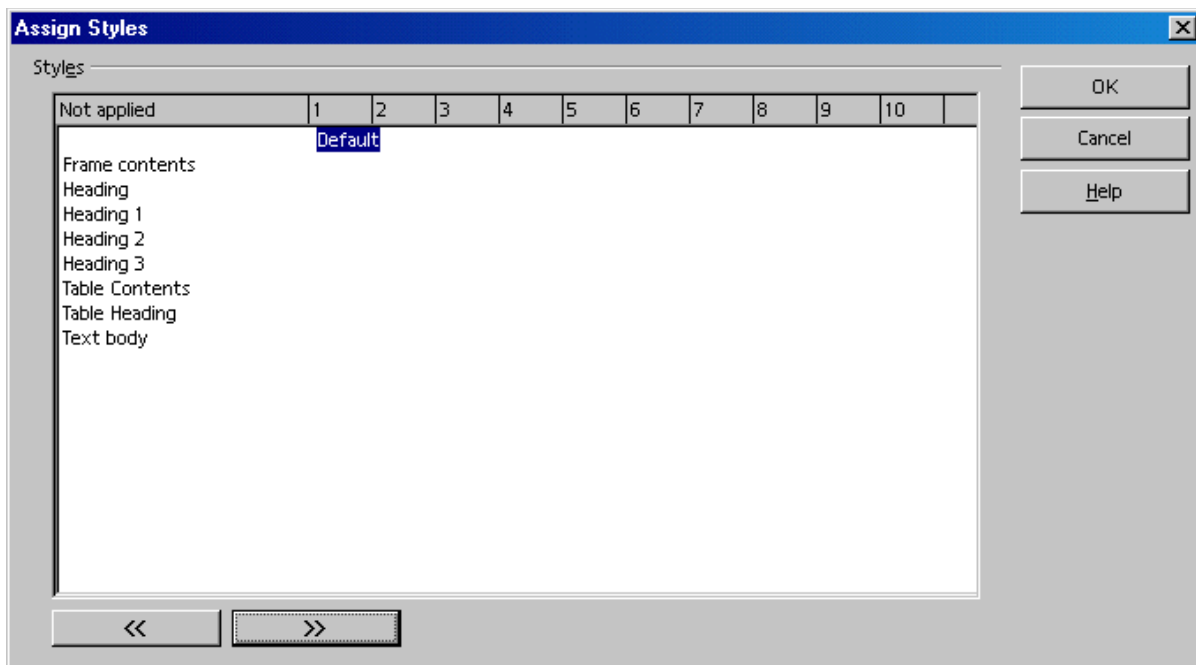 Assign Styles
Styles
OK
Not applied 1 2 3 4 5 6 7 8 9 10
Default
Cancel
Frame contents
Heading
Help
Heading 1
Heading 2
Heading 3
Table Contents
Table Heading
Text body
<< >>